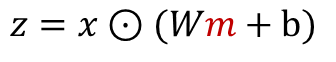 z = x ⊙ (Wm + b)